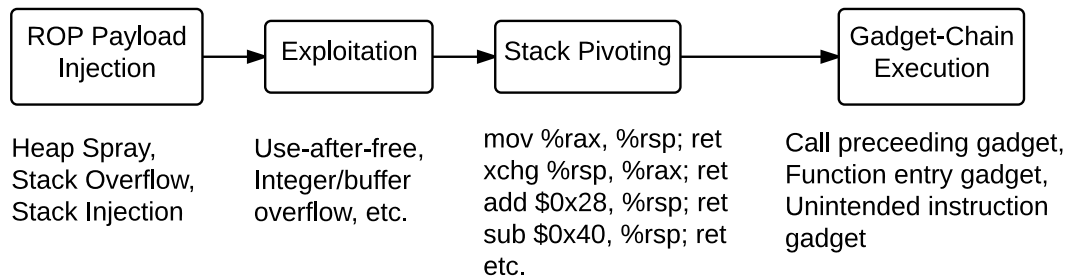 ROP Payload
Injection
Exploitation
Stack Pivoting
Gadget-Chain
Execution
Heap Spray,
Stack Overflow,
Stack Injection
Use-after-free,
Integer/buffer
overflow, etc.
mov %rax, %rsp; ret
xchg %rsp, %rax; ret
add $0x28, %rsp; ret
sub $0x40, %rsp; ret
etc.
Call preceeding gadget,
Function entry gadget,
Unintended instruction
gadget